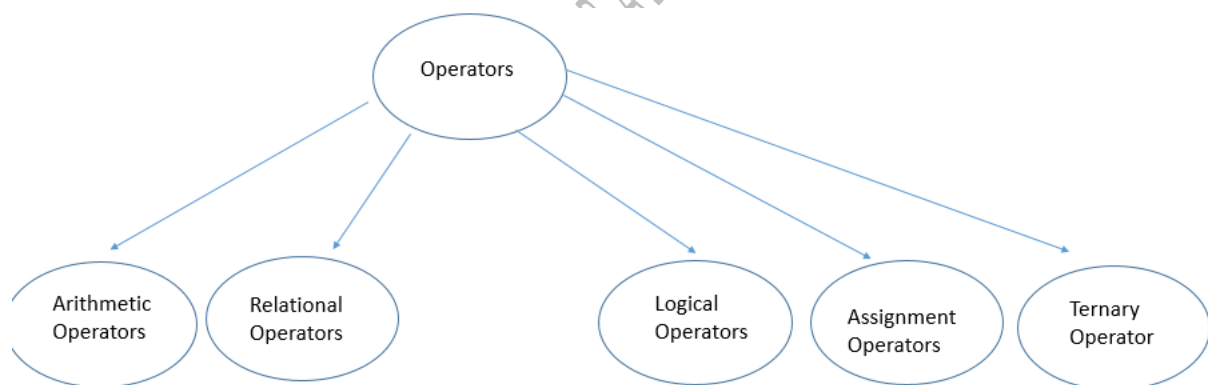 Operators
Arithmetic
Operators
Relational
Operators
Logical
Operators
Assignment
Operators
Ternary
Operator